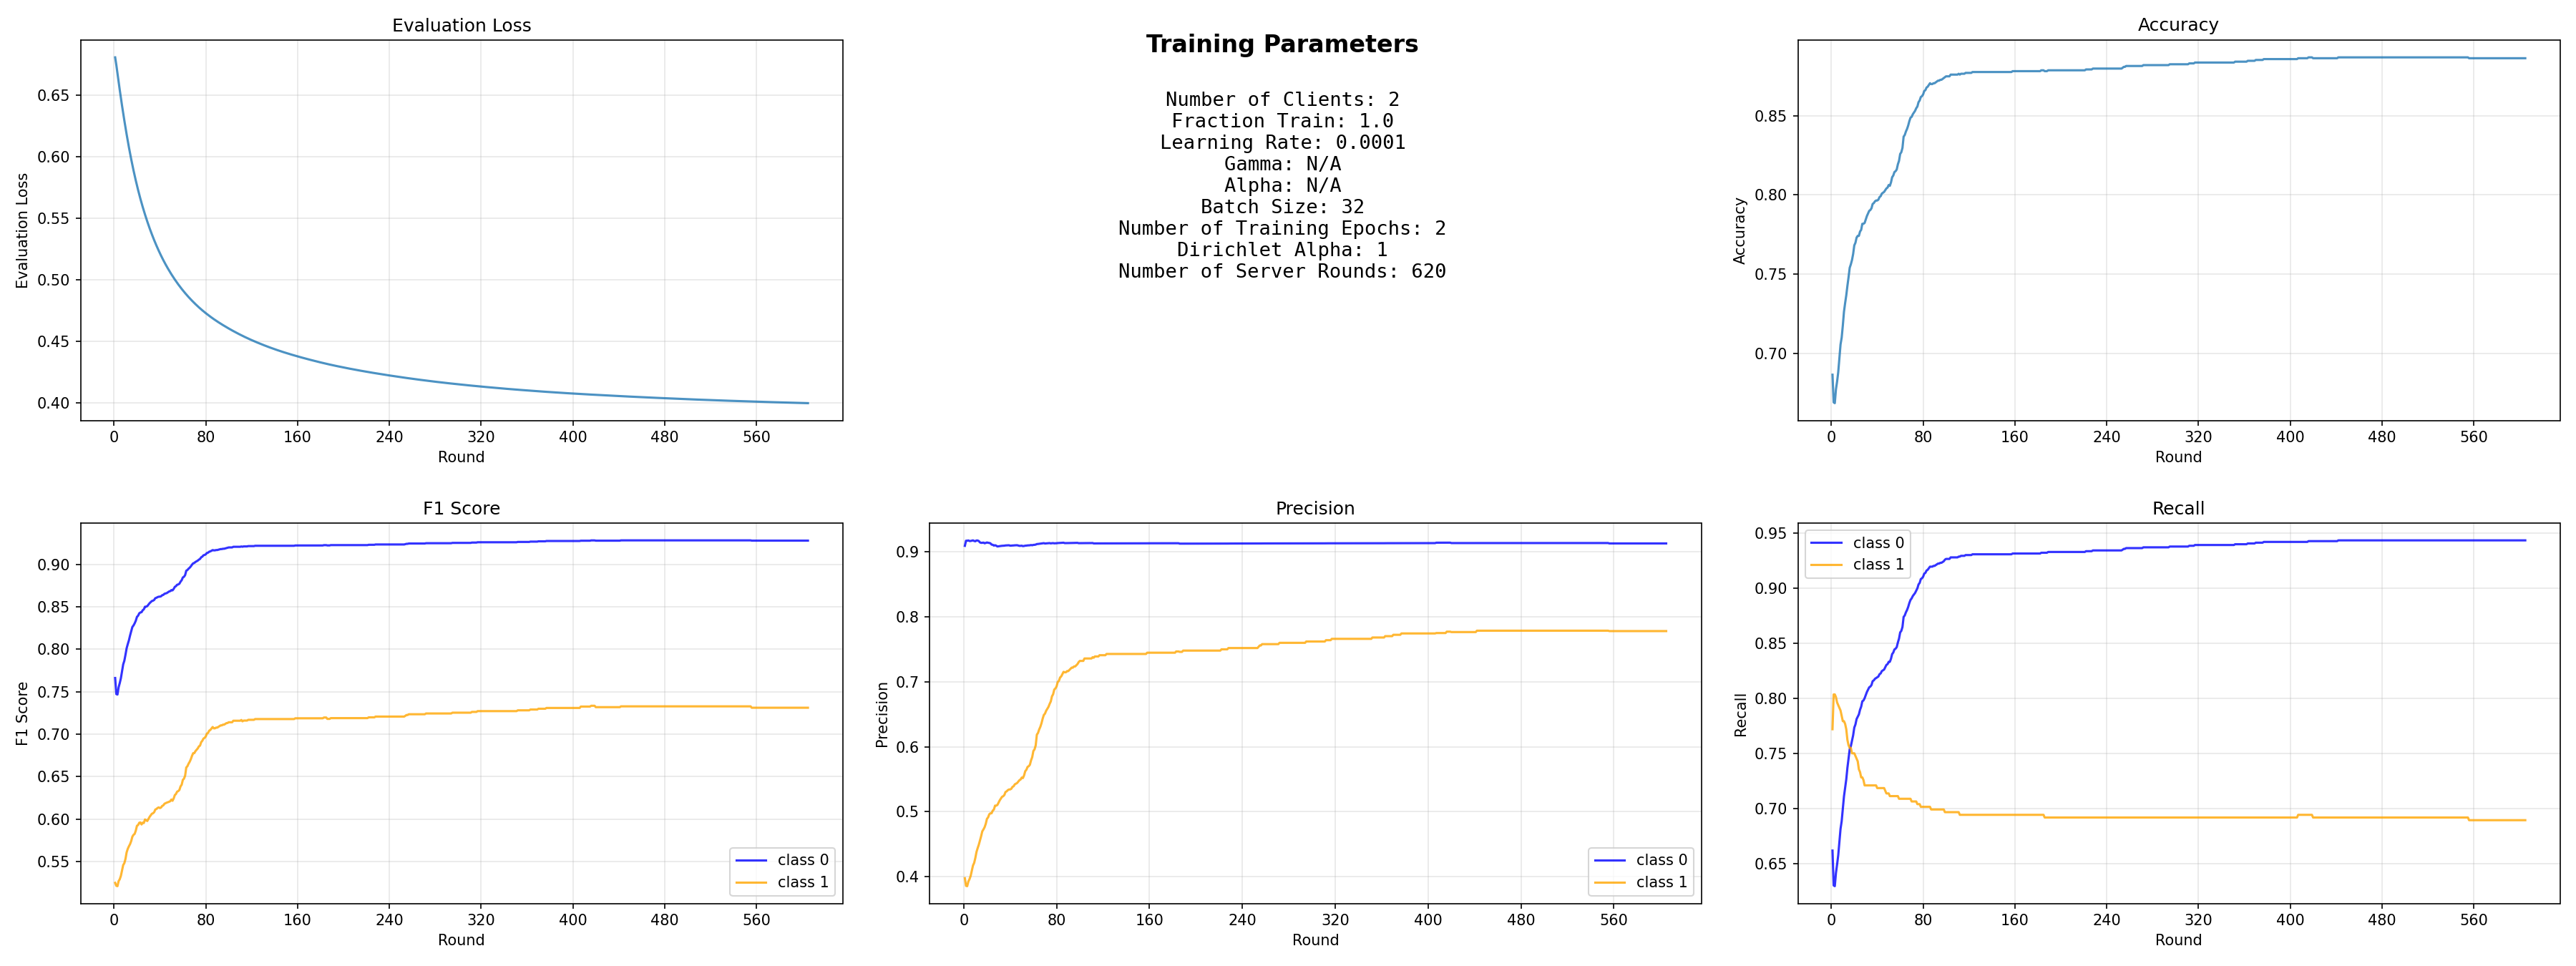 Evaluation Loss
Evaluation Loss
0.65
0.60
0.55
0.50
0.45
0.40
0 80 160 240 320 400 480 560
Round
Training Parameters
Number of Clients: 2
Fraction Train: 1.0
Learning Rate: 0.0001
Gamma: N/A
Alpha: N/A
Batch Size: 32
Number of Training Epochs: 2
Dirichlet Alpha: 1
Number of Server Rounds: 620
Accuracy
Accuracy
0.85
0.80
0.75
0.70
0 80 160 240 320 400 480 560
Round
F1 Score
F1 Score
0.90
0.85
0.80
0.75
0.70
0.65
0.60
0.55
class 0
class 1
0 80 160 240 320 400 480 560
Round
Precision
Precision
0.9
0.8
0.7
0.6
0.5
0.4
class 0
class 1
0 80 160 240 320 400 480 560
Round
Recall
Recall
0.95
0.90
0.85
0.80
0.75
0.70
0.65
class 0
class 1
0 80 160 240 320 400 480 560
Round